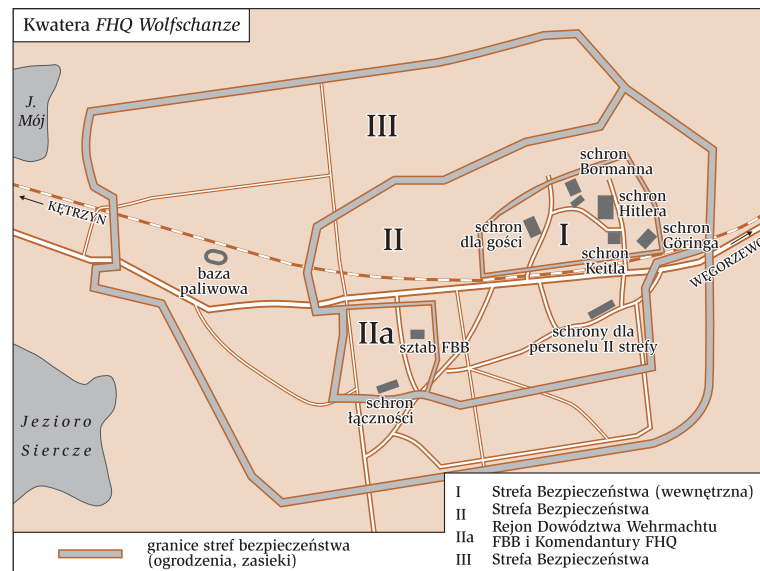 Kwatera FHQ Wolfschanze
J.
Mój
III
schron
Bormanna
schron
Hitlera
KĘTRZYN
schron
dla gości
I
schron
Göringa
II
schron
Keitla
WĘGORZEWO
baza
paliwowa
IIa
sztab FBB
schrony dla
personelu II strefy
schron
łączności
Jezioro
Siercze
I Strefa Bezpieczeństwa (wewnętrzna)
II Strefa Bezpieczeństwa
IIa Rejon Dowództwa Wehrmachtu
FBB i Komendantury FHQ
III Strefa Bezpieczeństwa
granice stref bezpieczeństwa
(ogrodzenia, zasieki)